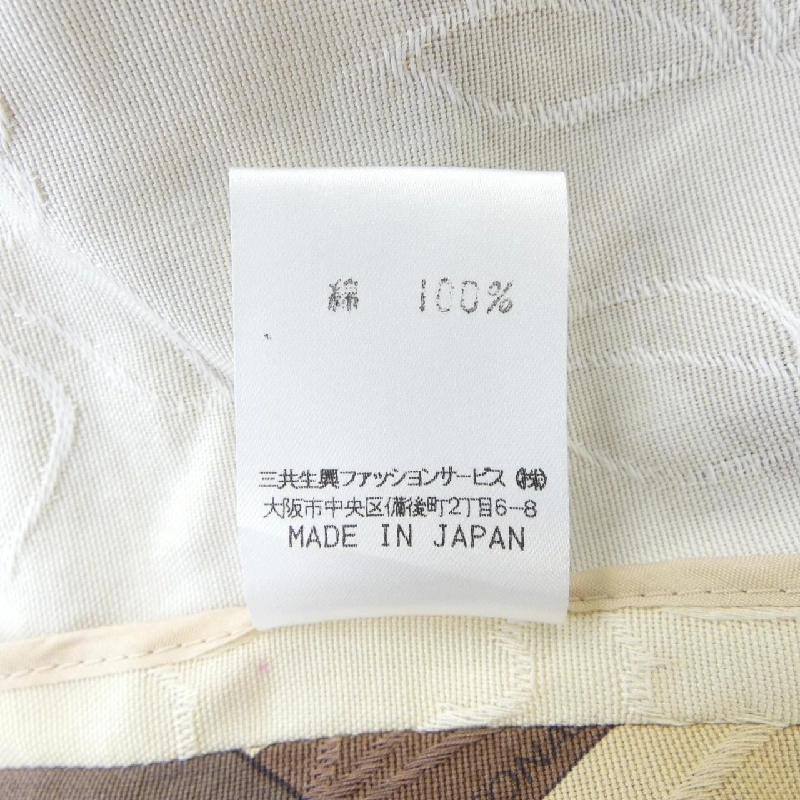 綿 100%
三共生興ファッションサービス (株)
大阪市中央区備後町2丁目6-8
MADE IN JAPAN